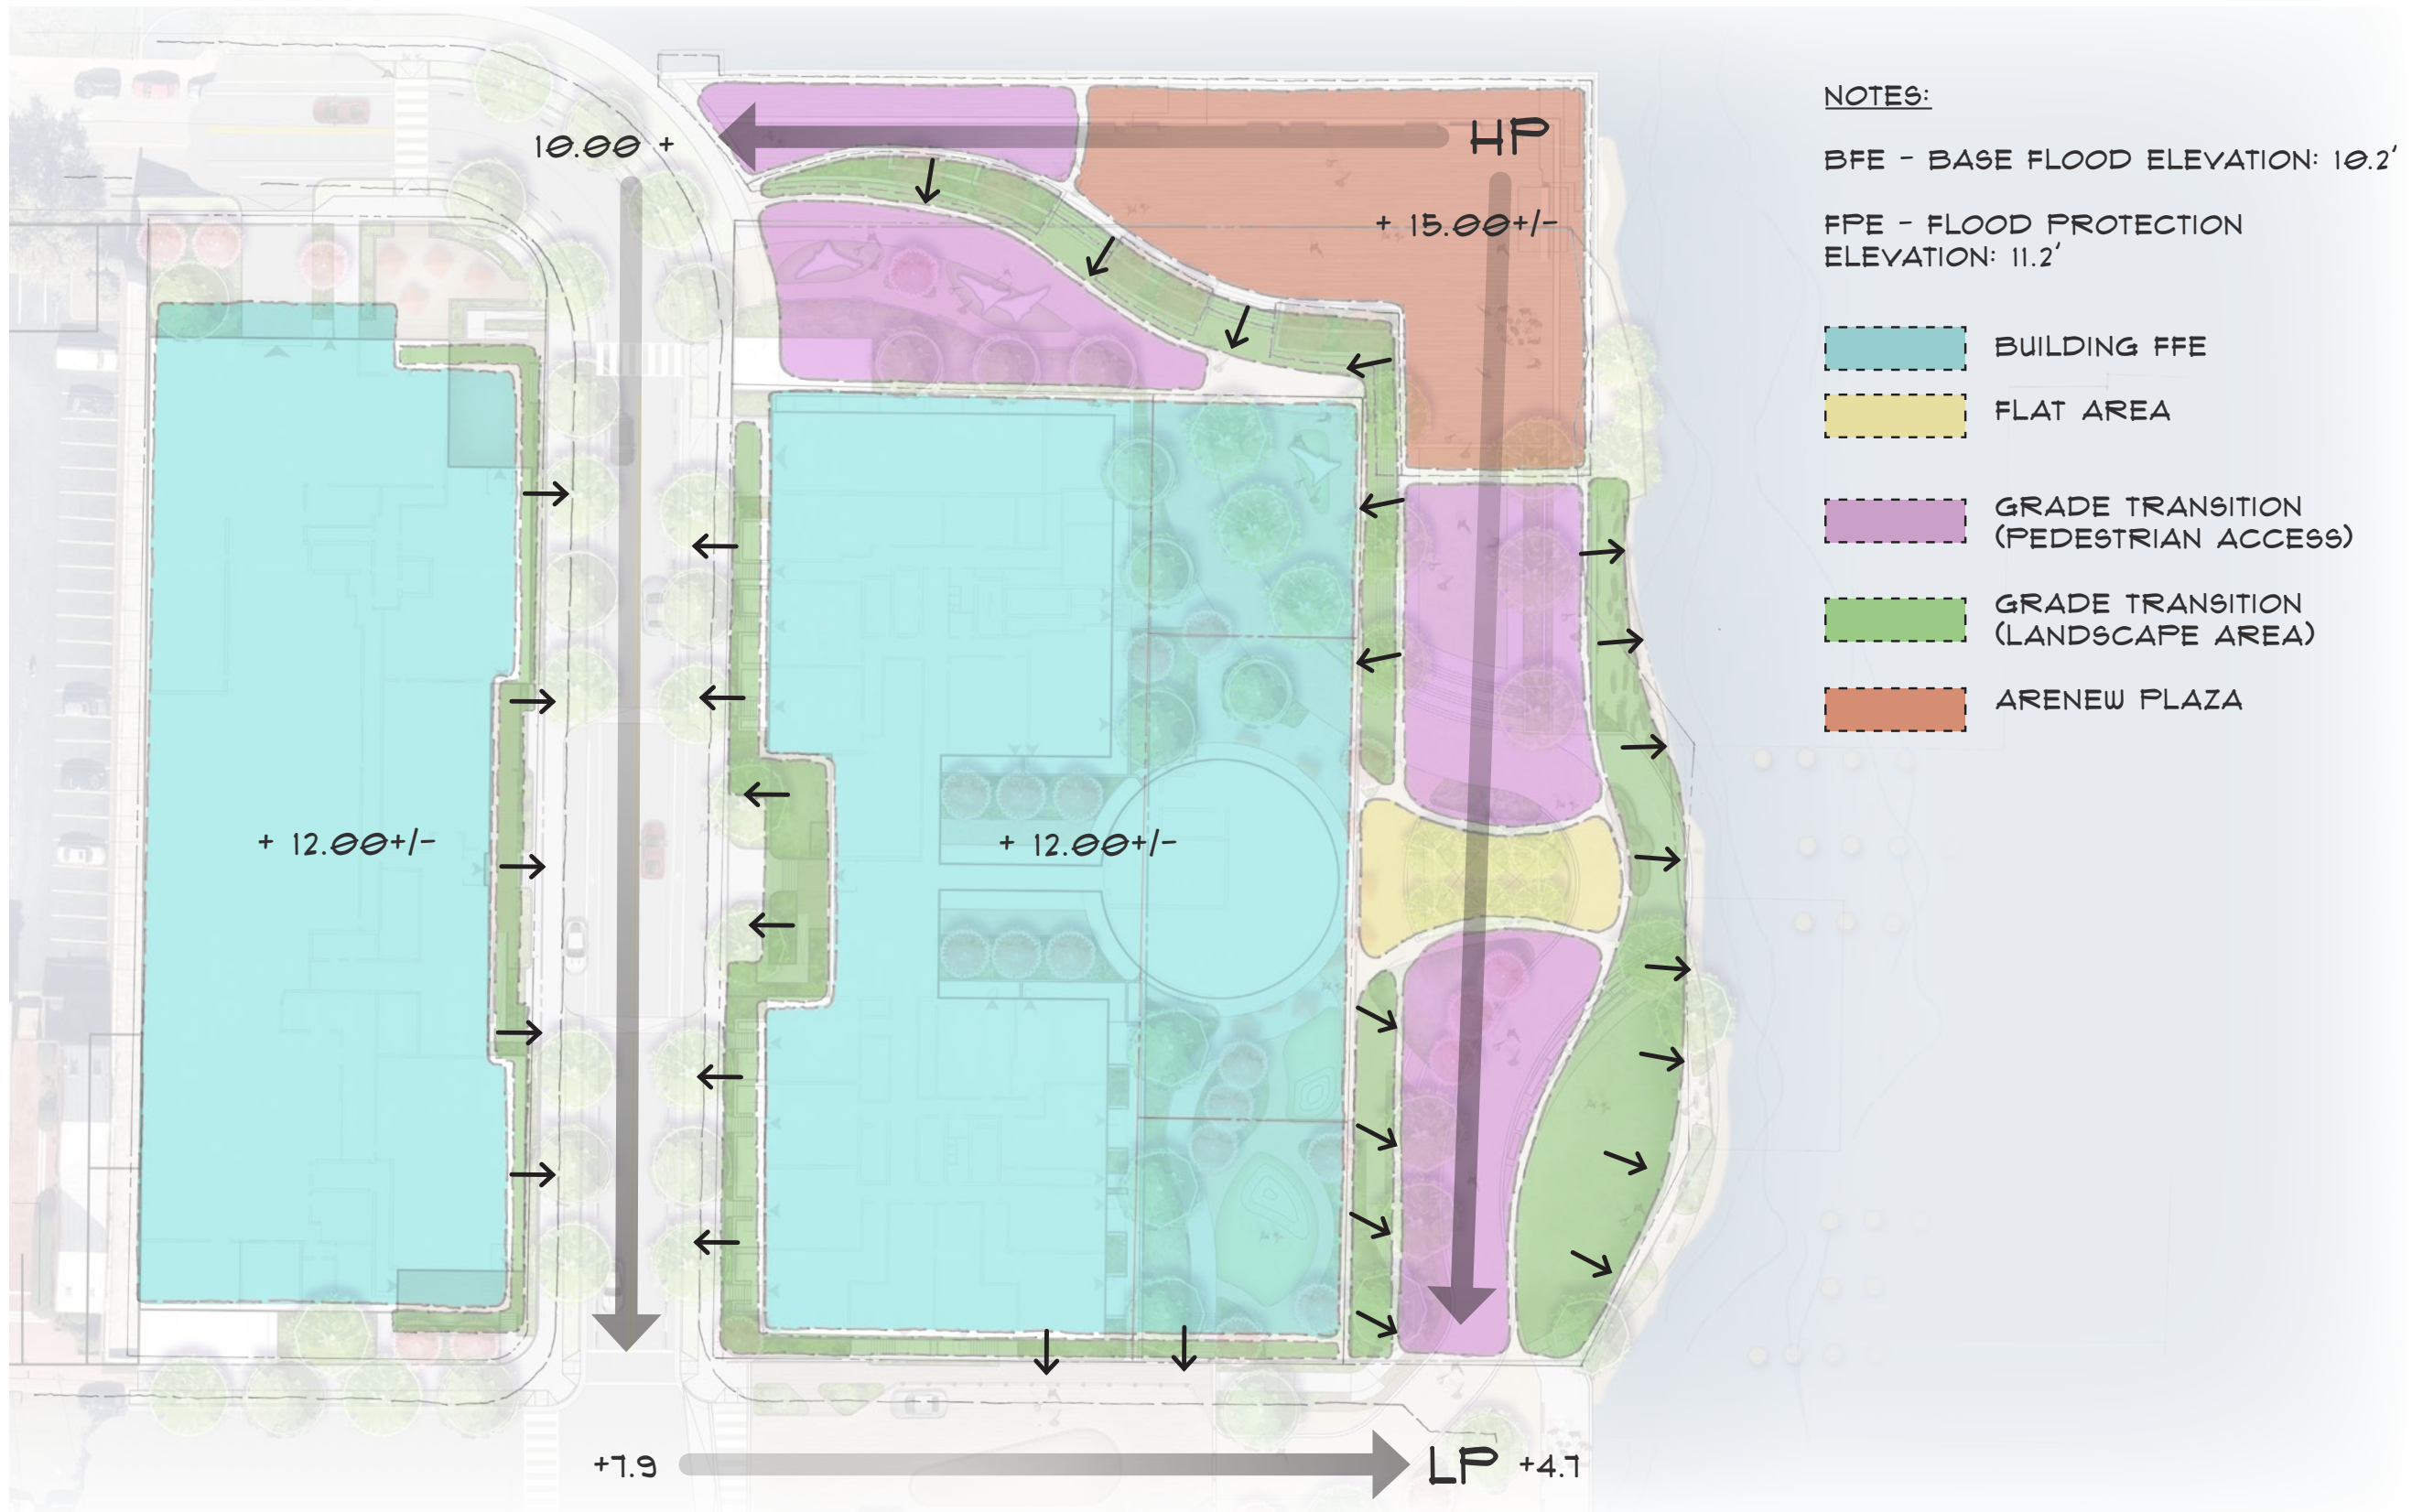 NOTES:
BFE - BASE FLOOD ELEVATION: 10.2'
FPE - FLOOD PROTECTION
ELEVATION: 11.2'
BUILDING FFE
FLAT AREA
GRADE TRANSITION
(PEDESTRIAN ACCESS)
GRADE TRANSITION
(LANDSCAPE AREA)
ARENEW PLAZA
10.00 +
HP
+ 15.00+/-
+ 12.00+/-
+ 12.00+/-
+7.9
LP +4.7